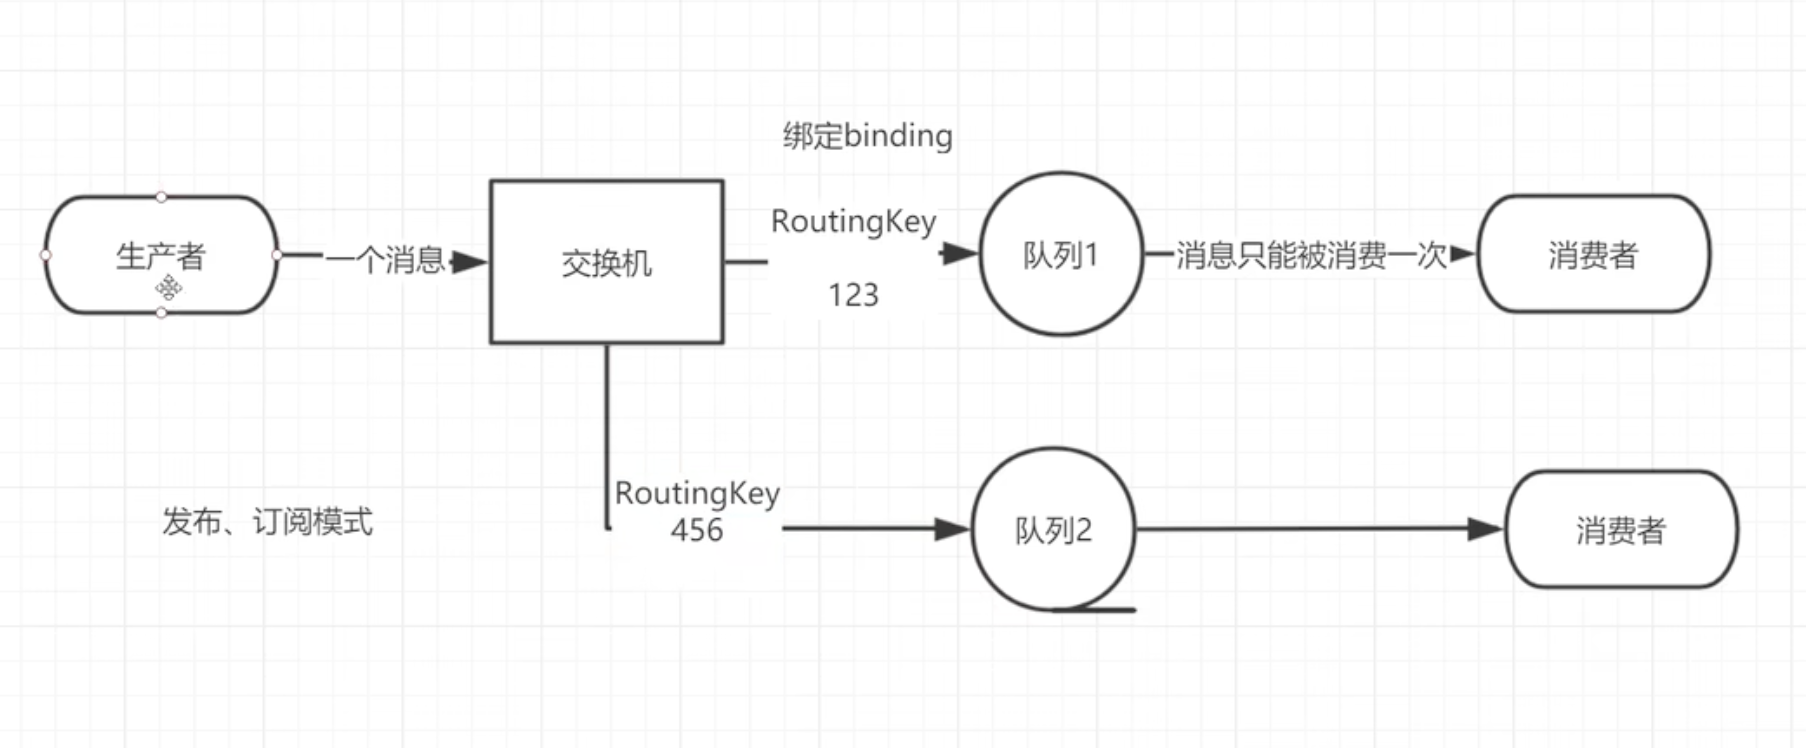 绑定binding
生产者
一个消息
交换机
RoutingKey
123
队列1
消息只能被消费一次
消费者
发布、订阅模式
RoutingKey
456
队列2
消费者